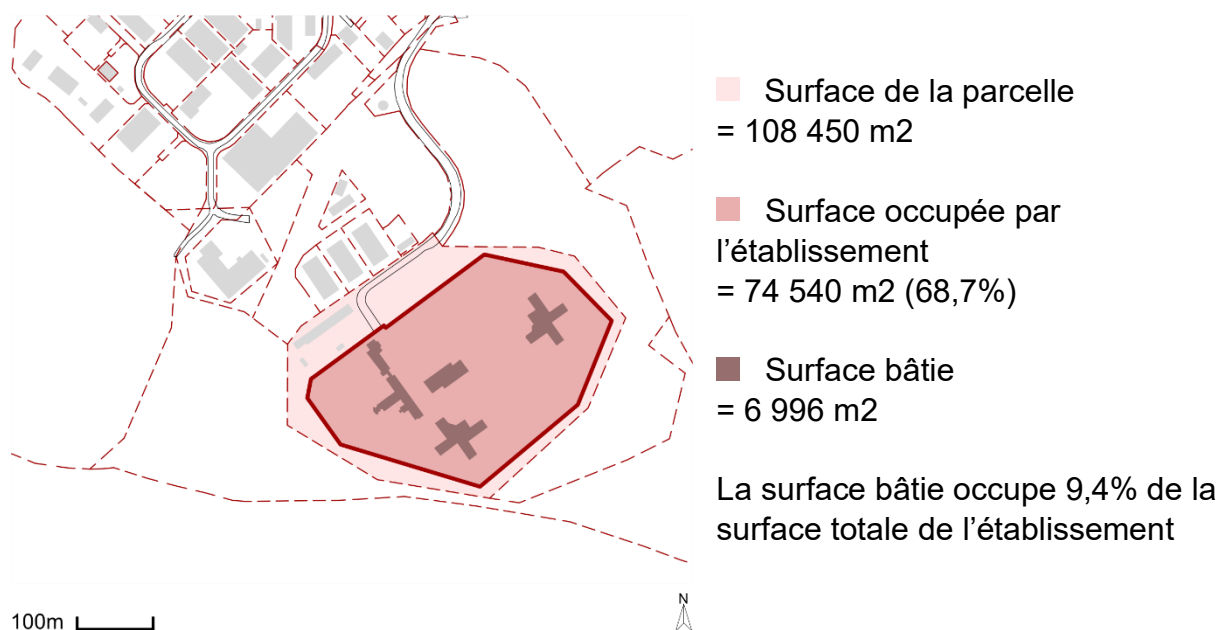 Surface de la parcelle
= 108 450 m2
Surface occupée par
l’établissement
= 74 540 m2 (68,7%)
Surface bâtie
= 6 996 m2
La surface bâtie occupe 9,4% de la
surface totale de l’établissement
100m
N